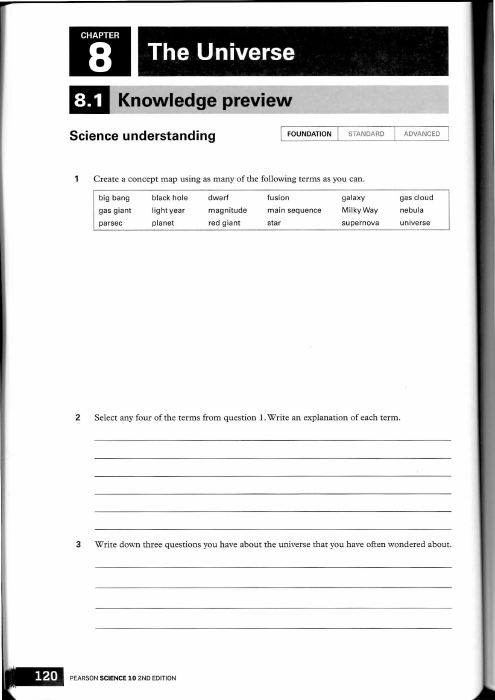 CHAPTER
8
The Universe
8.1 Knowledge preview
Science understanding
FOUNDATION STANDARD ADVANCED
1 Create a concept map using as many of the following terms as you can.
big bang black hole dwarf fusion galaxy gas cloud
gas giant light year magnitude main sequence Milky Way nebula
parsec planet red giant star supernova universe
2 Select any four of the terms from question 1. Write an explanation of each term.
3 Write down three questions you have about the universe that you have often wondered about.
120 PEARSON SCIENCE 10 2ND EDITION